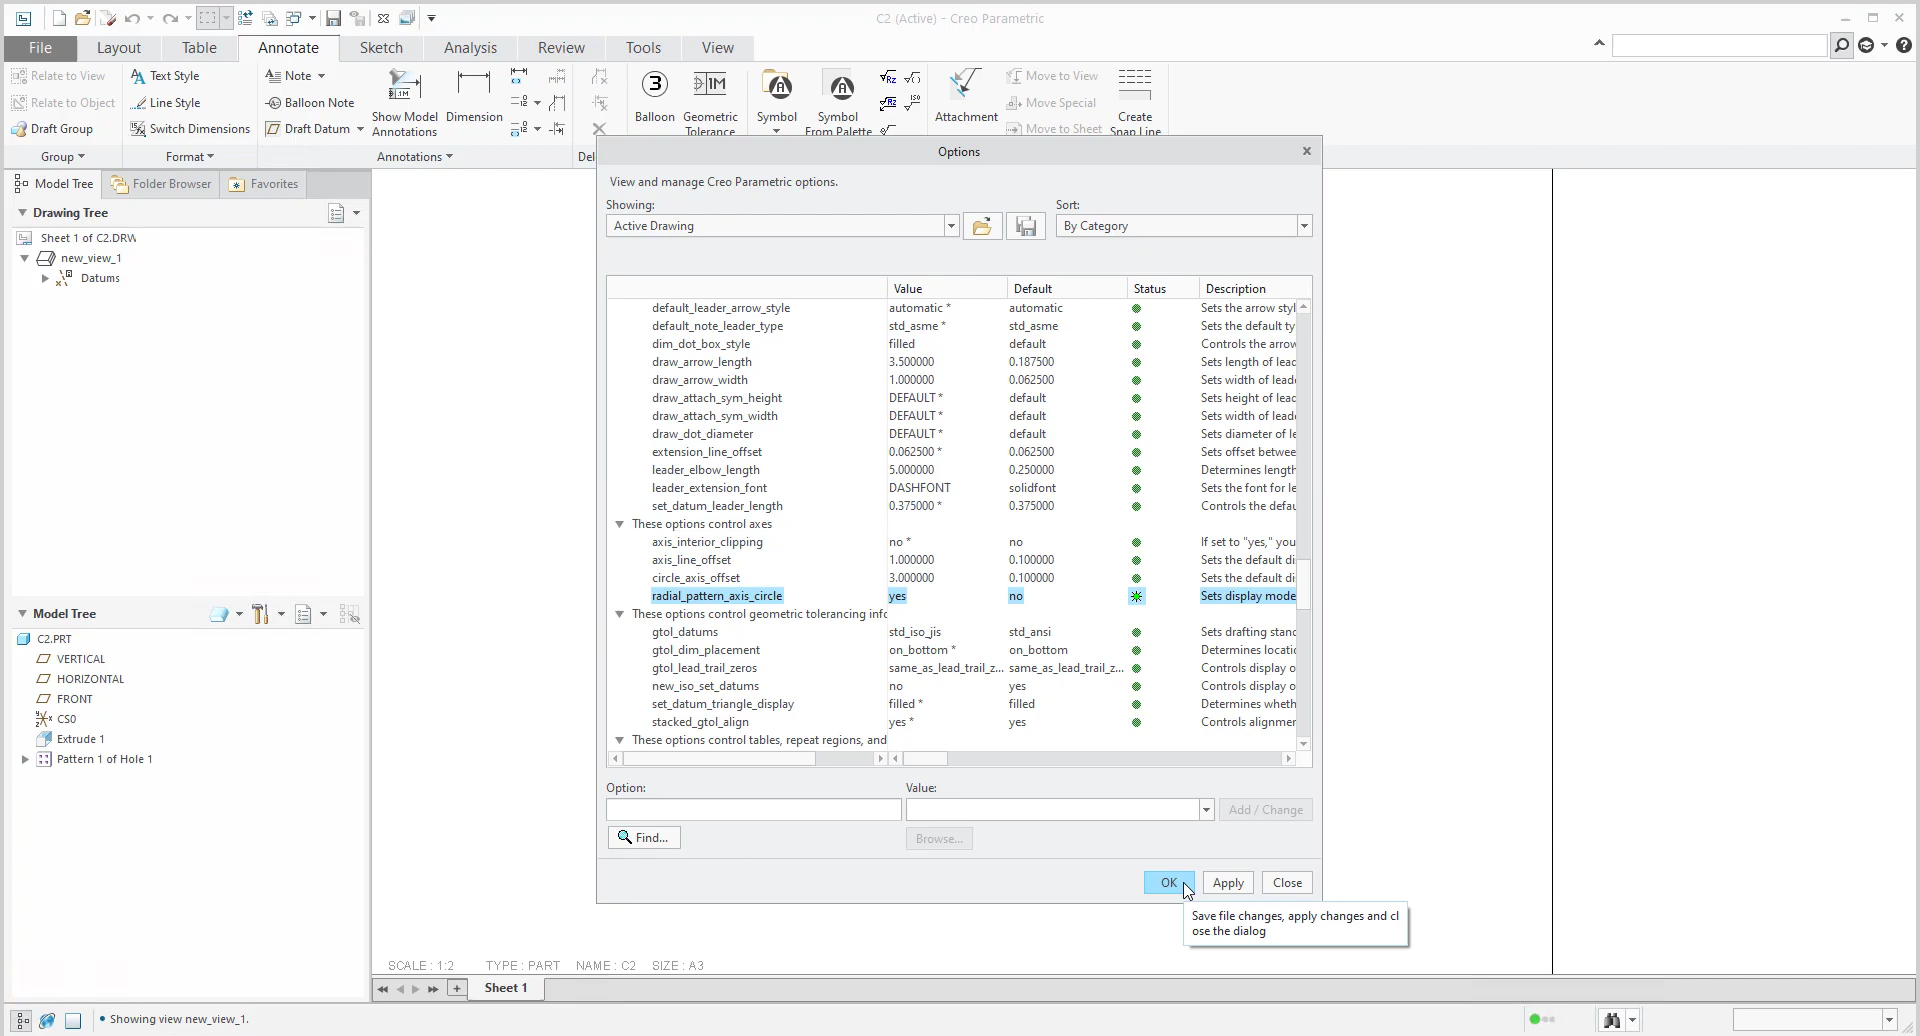 C2 (Active) - Creo Parametric
File Layout Table Annotate Sketch Analysis Review Tools View
Relate to View
Relate to Object
Draft Group
Group
Text Style
Line Style
Switch Dimensions
Format
Note
Balloon Note
Draft Datum
Show Model
Annotations
Dimension
Annotations
Del
Balloon
Geometric
Tolerance
Symbol
Symbol
From Palette
Attachment
Move to View
Move Special
Move to Sheet
Create
Snap Line
Model Tree Folder Browser Favorites
Drawing Tree
Sheet 1 of C2.DRW
new_view_1
Datums
Model Tree
C2.PRT
VERTICAL
HORIZONTAL
FRONT
CS0
Extrude 1
Pattern 1 of Hole 1
Options
View and manage Creo Parametric options.
Showing: Sort:
Active Drawing By Category
Value Default Status Description
default_leader_arrow_style automatic * automatic Sets the arrow styl
default_note_leader_type std_asme * std_asme Sets the default ty
dim_dot_box_style filled default Controls the arrow
draw_arrow_length 3.500000 0.187500 Sets length of lead
draw_arrow_width 1.000000 0.062500 Sets width of leade
draw_attach_sym_height DEFAULT * default Sets height of lead
draw_attach_sym_width DEFAULT * default Sets width of leade
draw_dot_diameter DEFAULT * default Sets diameter of le
extension_line_offset 0.062500 * 0.062500 Sets offset betwee
leader_elbow_length 5.000000 0.250000 Determines length
leader_extension_font DASHFONT solidfont Sets the font for le
set_datum_leader_length 0.375000 * 0.375000 Controls the defau
These options control axes
axis_interior_clipping no * no If set to "yes," you
axis_line_offset 1.000000 0.100000 Sets the default di
circle_axis_offset 3.000000 0.100000 Sets the default di
radial_pattern_axis_circle yes no Sets display mode
These options control geometric tolerancing info
gtol_datums std_iso_jis std_ansi Sets drafting stand
gtol_dim_placement on_bottom * on_bottom Determines locatio
gtol_lead_trail_zeros same_as_lead_trail_z... same_as_lead_trail_z... Controls display o
new_iso_set_datums no yes Controls display o
set_datum_triangle_display filled * filled Determines wheth
stacked_gtol_align yes * yes Controls alignmen
These options control tables, repeat regions, and
Option: Value:
Add / Change
Find... Browse...
OK Apply Close
Save file changes, apply changes and cl
ose the dialog
SCALE : 1:2 TYPE : PART NAME : C2 SIZE : A3
Sheet 1
Showing view new_view_1.